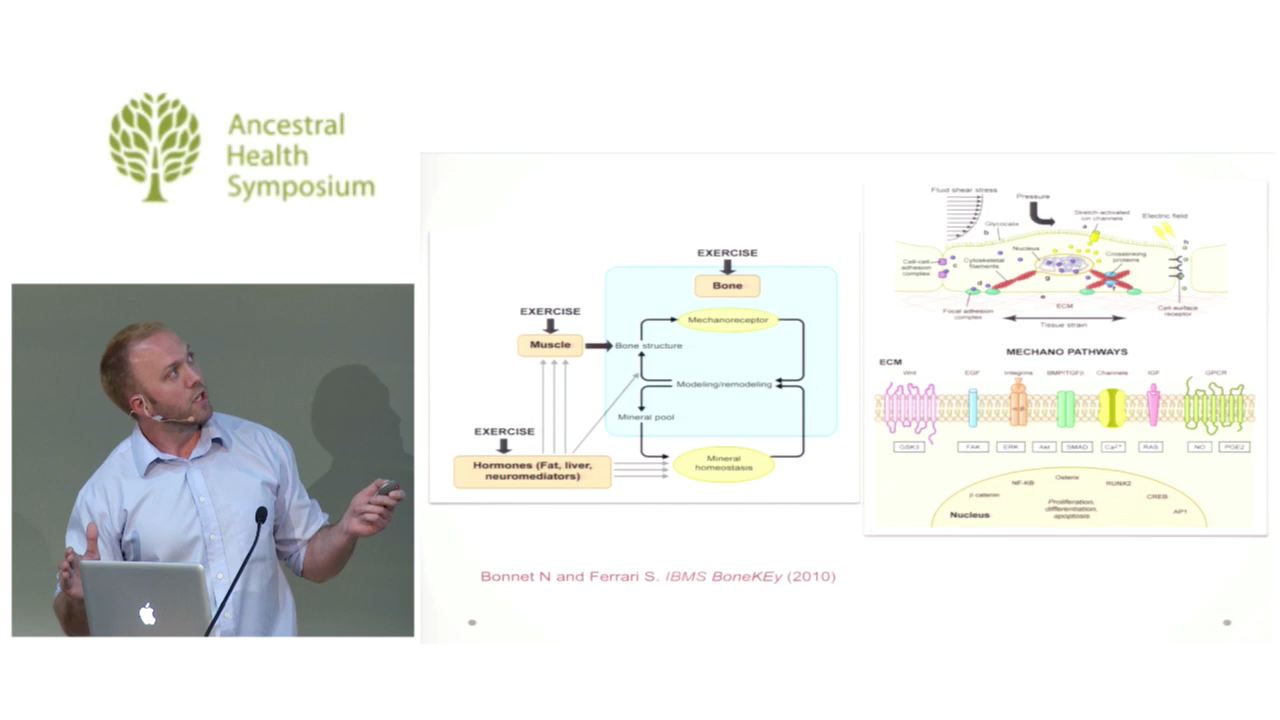 Ancestral
Health
Symposium
EXERCISE
Bone
EXERCISE
Mechanoreceptor
Muscle
Bone structure
Modeling/remodeling
Mineral pool
EXERCISE
Hormones (Fat, liver,
neuromediators)
Mineral
homeostasis
Bonnet N and Ferrari S. IBMS BoneKEy (2010)
Fluid shear stress
Pressure
Stretch-activated
ion channels
Electric field
Glycocalix
a
b
h
Nucleus
Crosslinking
proteins
Cell-cell
adhesion
complex
c
Cytoskeletal
filaments
g
d
f
e
ECM
Focal adhesion
complex
Cell-surface
receptor
Tissue strain
MECHANO PATHWAYS
ECM
Wnt
EGF
Integrins
BMP/TGFβ
Channels
IGF
GPCR
GSK3
FAK
ERK
Akt
SMAD
Ca²⁺
RAS
NO
PGE2
β catenin
NF-KB
Osterix
RUNX2
CREB
AP1
Nucleus
Proliferation,
differentiation,
apoptosis